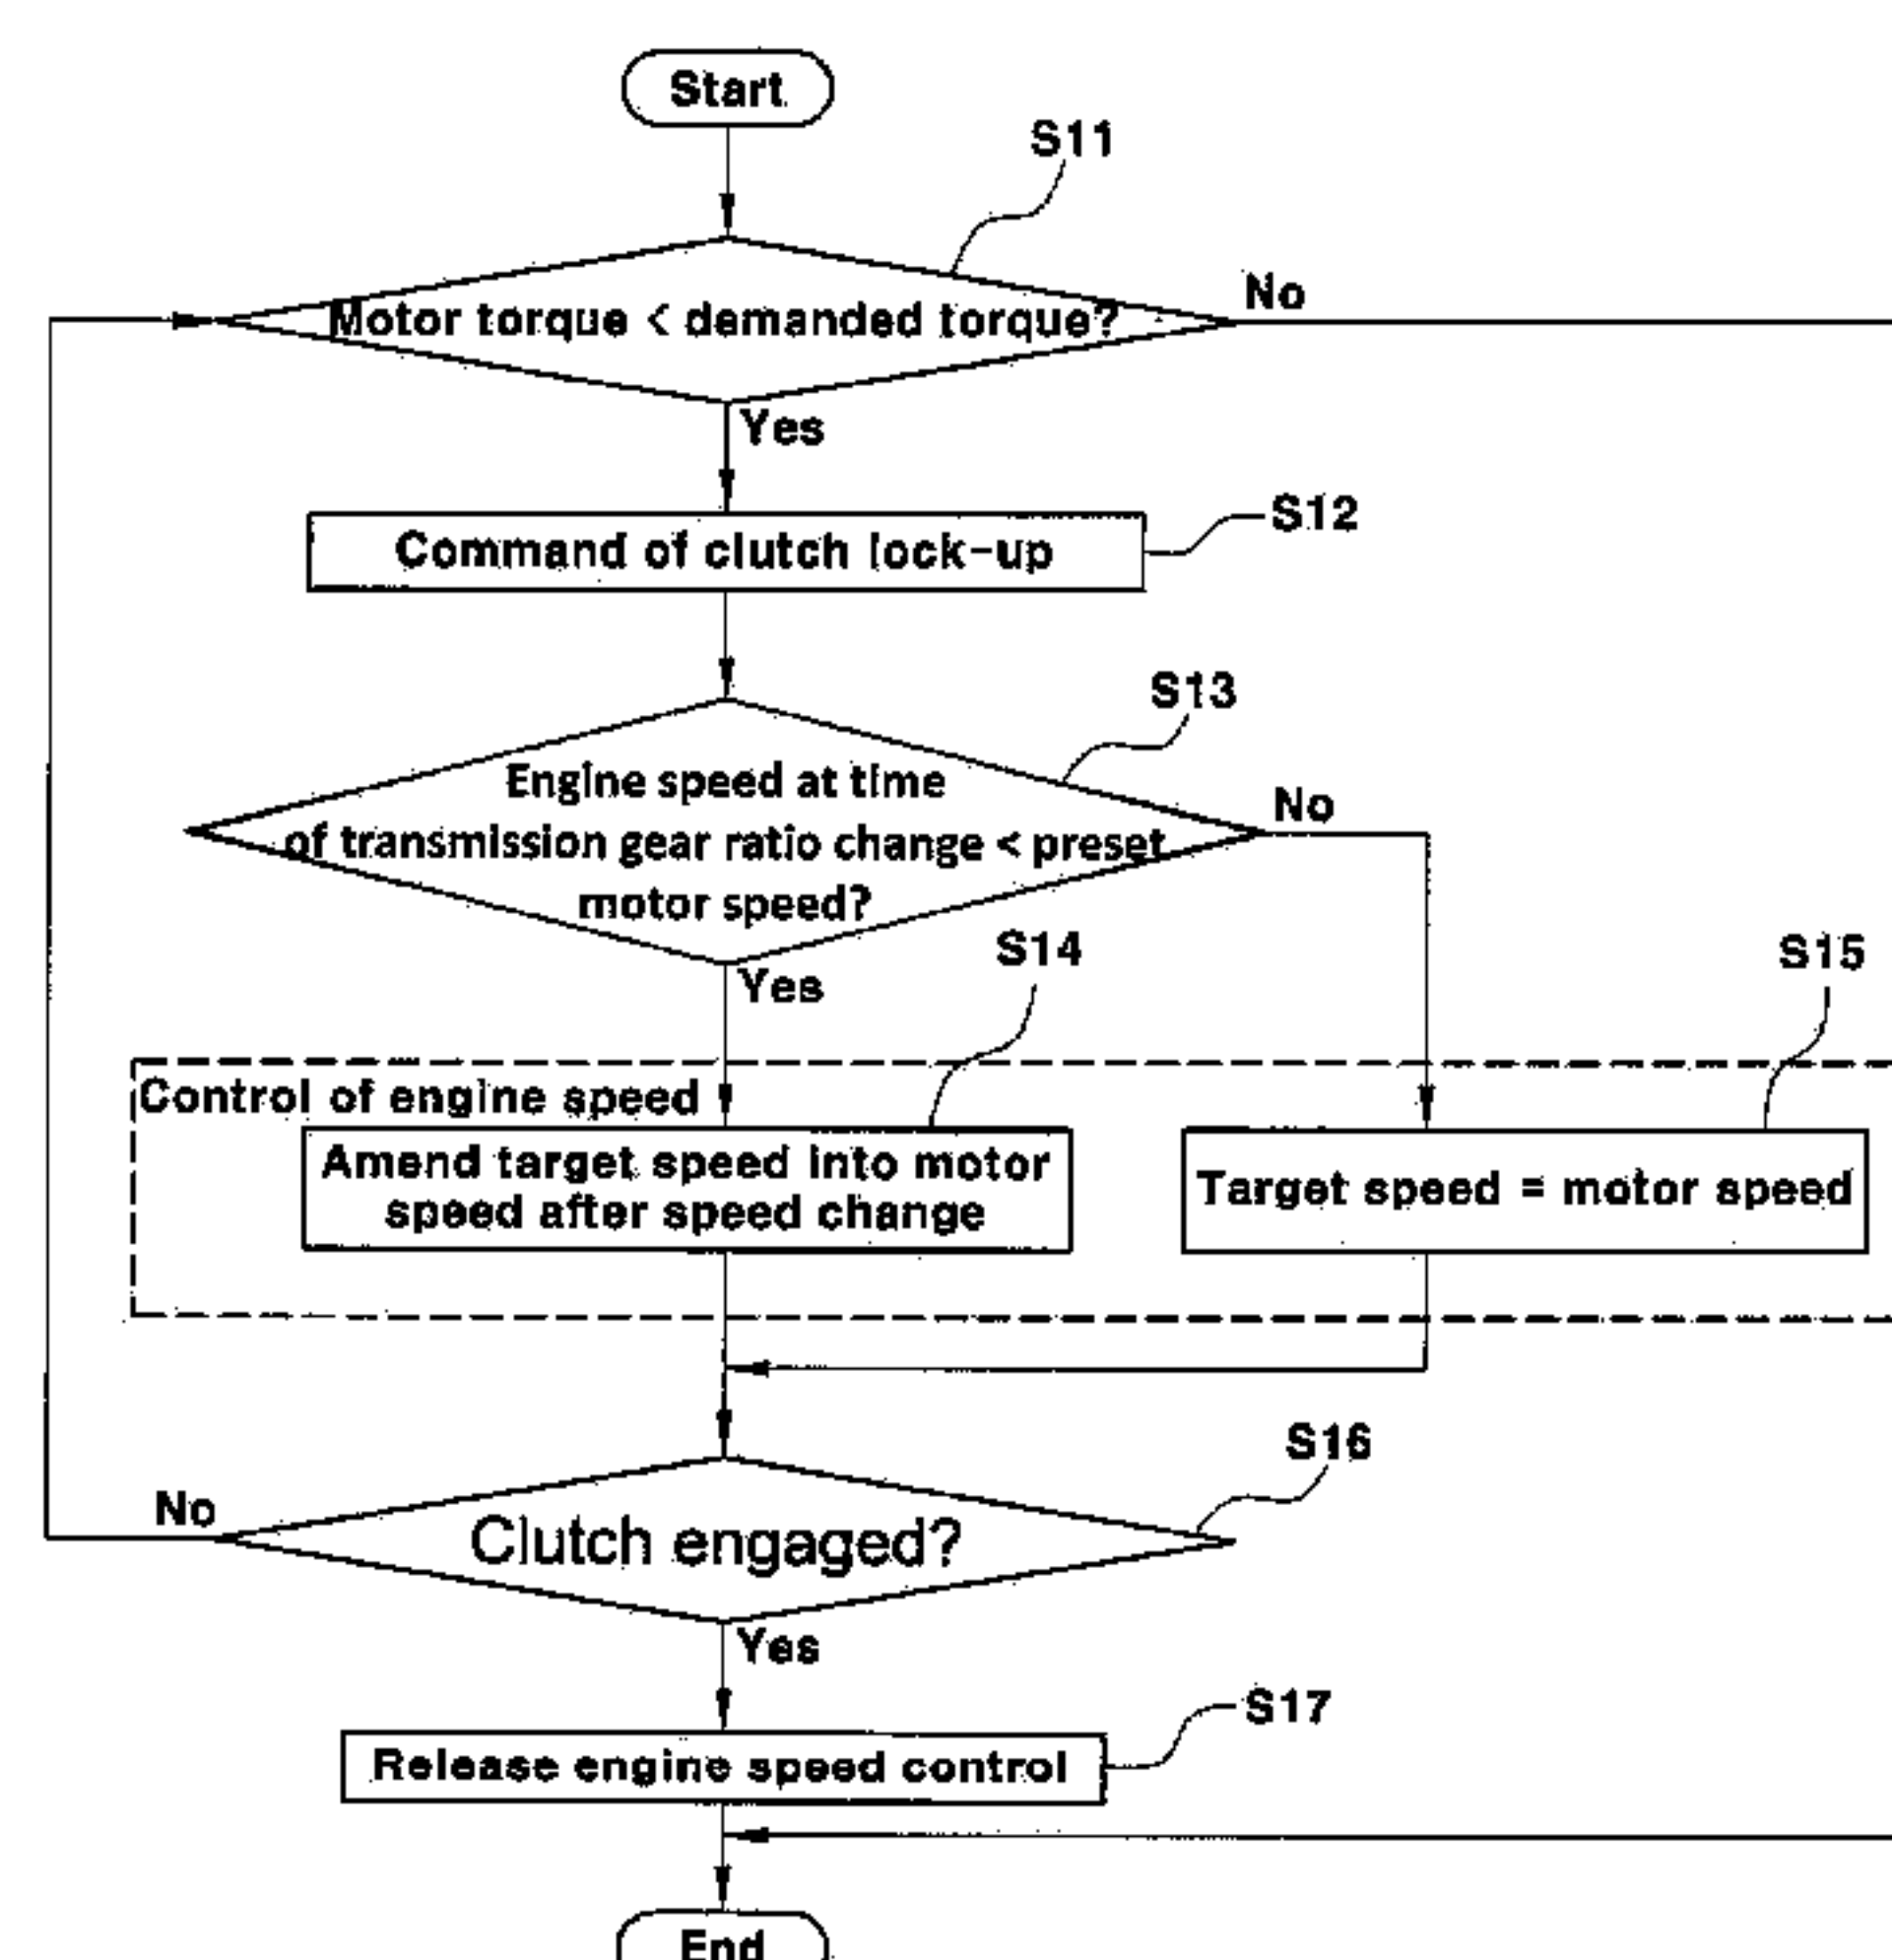 Start
S11
Motor torque < demanded torque?
No
Yes
Command of clutch lock-up
S12
S13
Engine speed at time
of transmission gear ratio change < preset
motor speed?
No
Yes
S14
S15
Control of engine speed
Amend target speed into motor
speed after speed change
Target speed = motor speed
S16
No
Clutch engaged?
Yes
S17
Release engine speed control
End